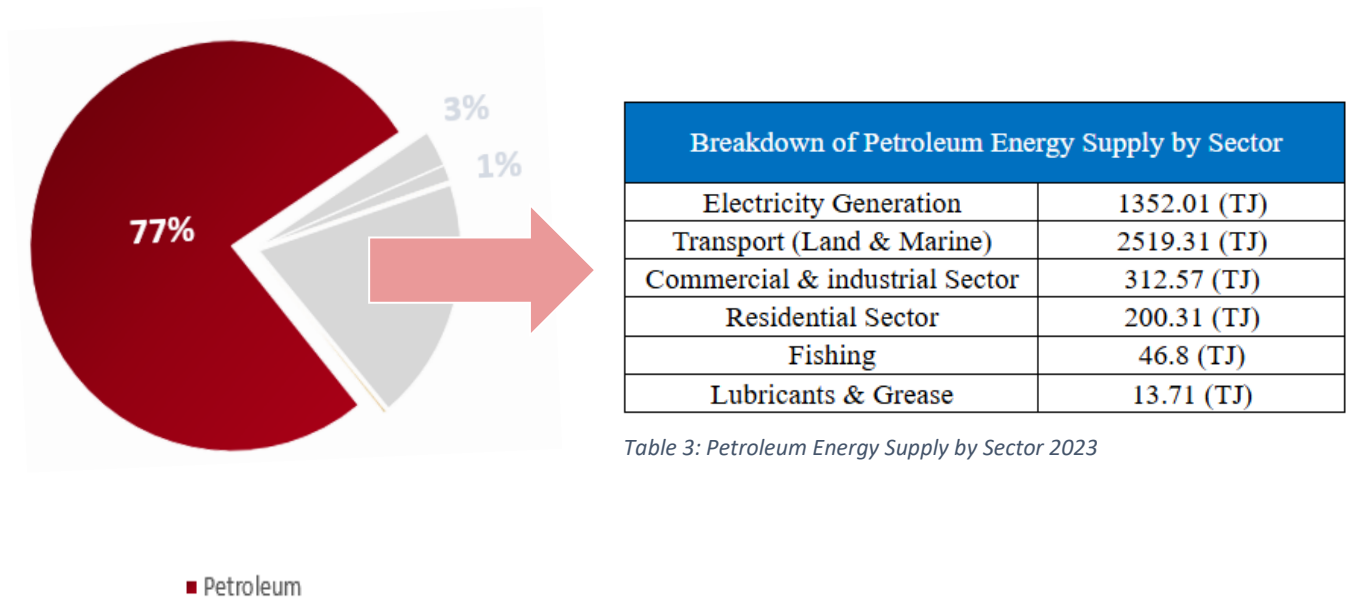 3%
1%
77%
Petroleum
Breakdown of Petroleum Energy Supply by Sector
Electricity Generation 1352.01 (TJ)
Transport (Land & Marine) 2519.31 (TJ)
Commercial & industrial Sector 312.57 (TJ)
Residential Sector 200.31 (TJ)
Fishing 46.8 (TJ)
Lubricants & Grease 13.71 (TJ)
Table 3: Petroleum Energy Supply by Sector 2023